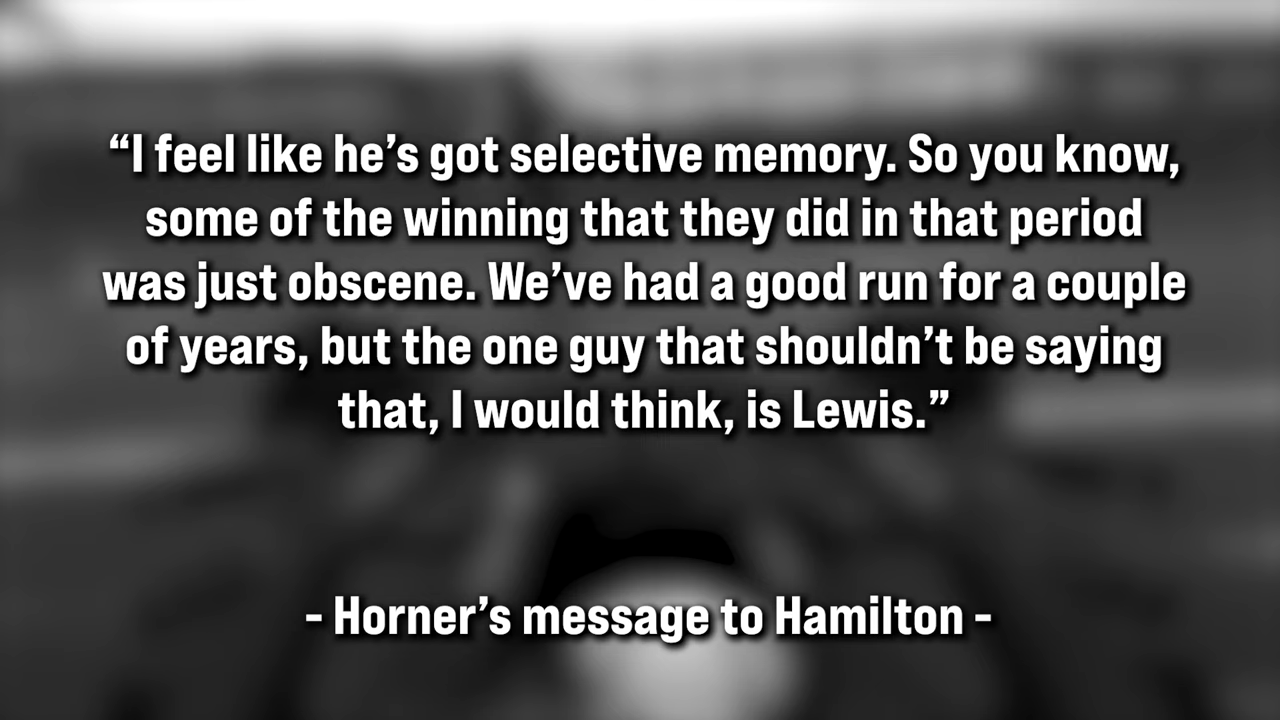 “I feel like he’s got selective memory. So you know,
some of the winning that they did in that period
was just obscene. We’ve had a good run for a couple
of years, but the one guy that shouldn’t be saying
that, I would think, is Lewis.”
- Horner’s message to Hamilton -